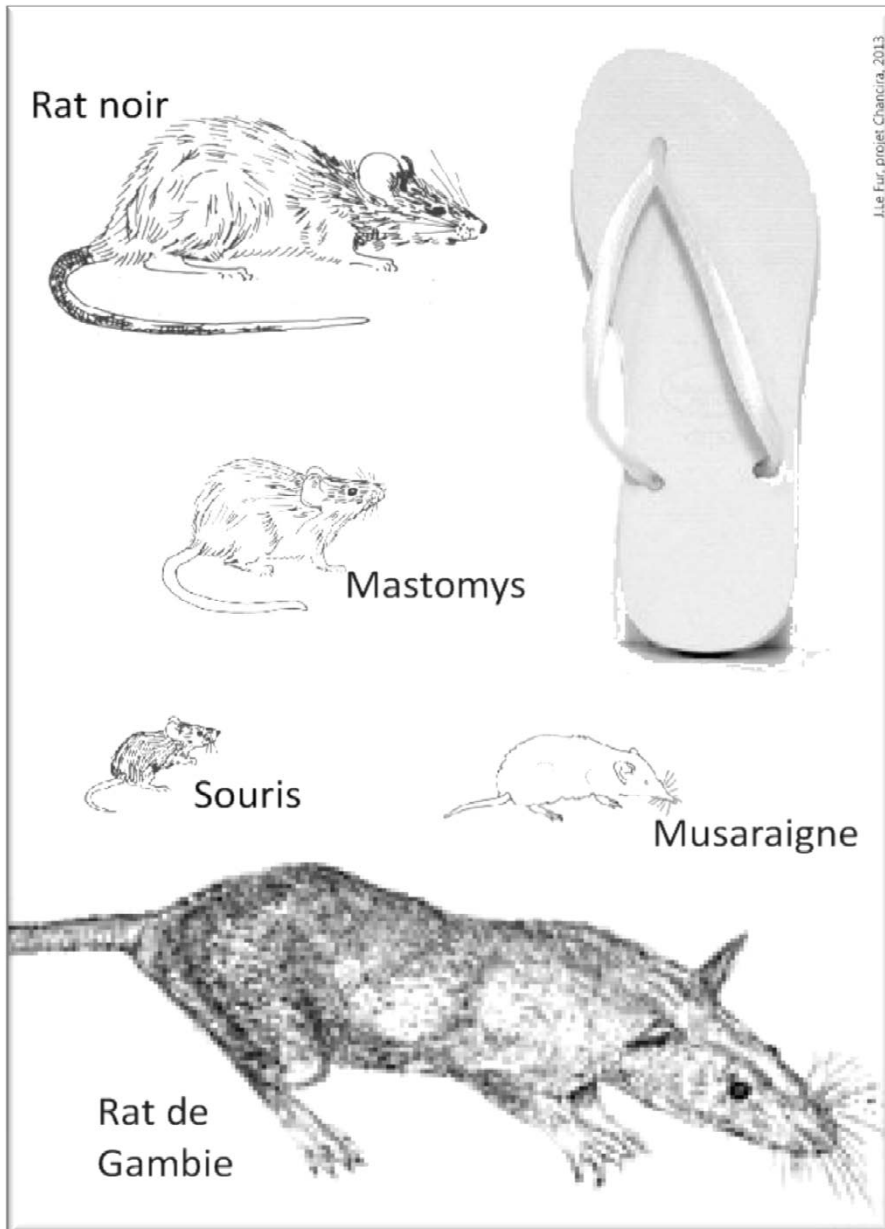 Rat noir
J.Le Fur, projet Chancira, 2013
Mastomys
Souris
Musaraigne
Rat de
Gambie